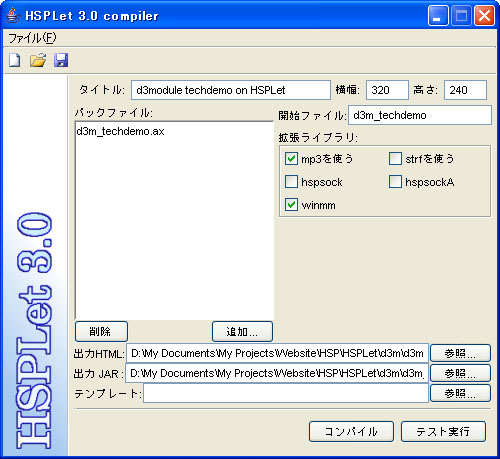 HSPLet 3.0 compiler
ファイル(F)
タイトル: d3module techdemo on HSPLet 横幅: 320 高さ: 240
パックファイル:
開始ファイル: d3m_techdemo
d3m_techdemo.ax
拡張ライブラリ:
mp3を使う strfを使う
hspsock hspsockA
winmm
HSPLet 3.0
削除 追加...
出力HTML: D:\My Documents\My Projects\Website\HSP\HSPLet\d3m\d3m 参照...
出力 JAR : D:\My Documents\My Projects\Website\HSP\HSPLet\d3m\d3m_ 参照...
テンプレート: 参照...
コンパイル テスト実行